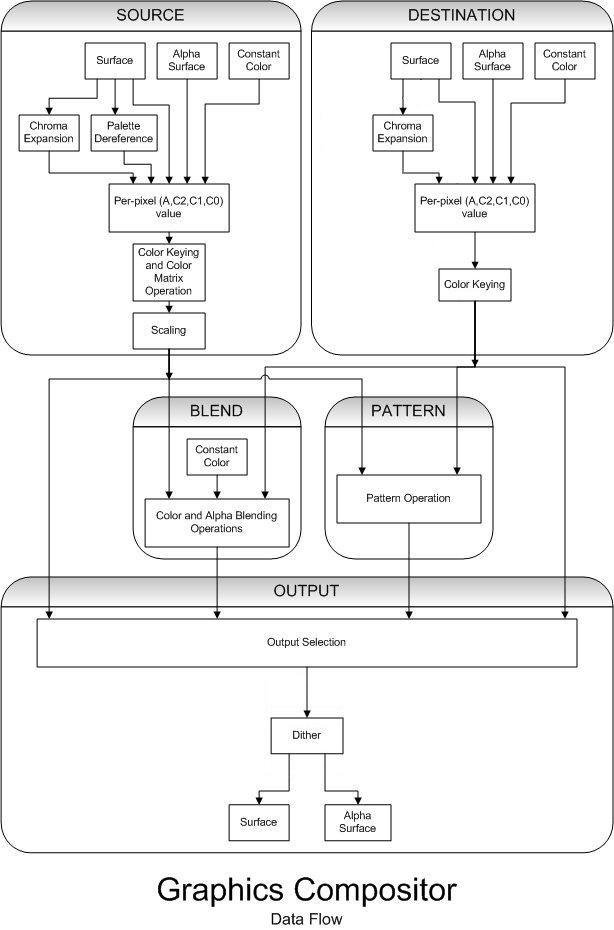 SOURCE
DESTINATION
Surface
Alpha
Surface
Constant
Color
Surface
Alpha
Surface
Constant
Color
Chroma
Expansion
Palette
Dereference
Chroma
Expansion
Per-pixel (A,C2,C1,C0)
value
Per-pixel (A,C2,C1,C0)
value
Color Keying
and Color
Matrix
Operation
Color Keying
Scaling
BLEND
PATTERN
Constant
Color
Color and Alpha Blending
Operations
Pattern Operation
OUTPUT
Output Selection
Dither
Surface
Alpha
Surface
Graphics Compositor
Data Flow